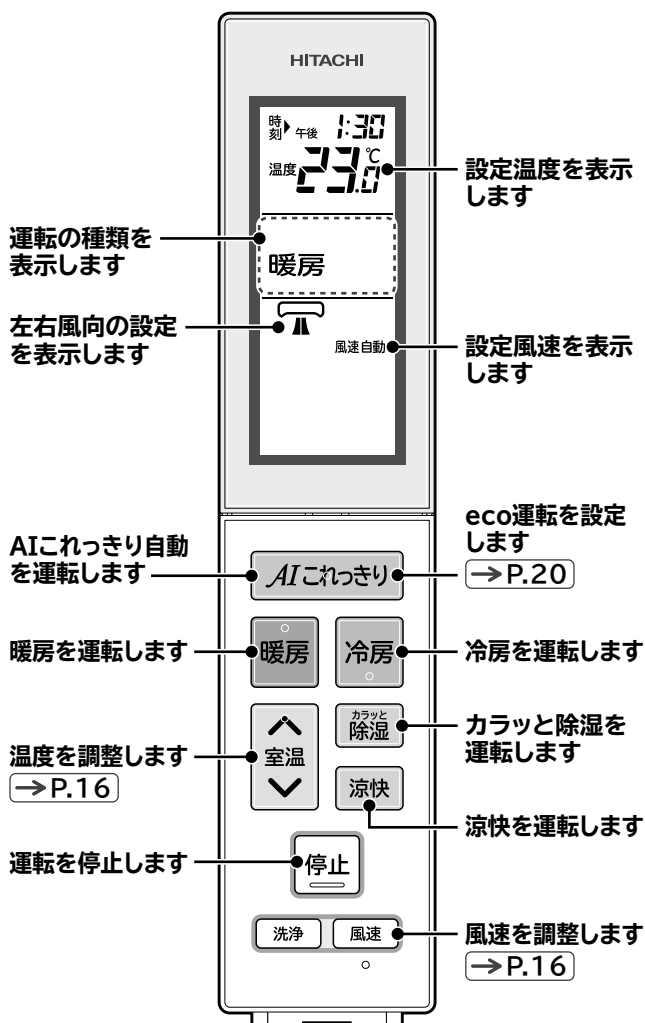 HITACHI
時刻 午後 1:30
温度 23.0℃
設定温度を表示
します
運転の種類を
表示します
暖房
左右風向の設定
を表示します
風速自動
設定風速を表示
します
eco運転を設定
します
→P.20
AIこれっきり自動
を運転します
AIこれっきり
暖房を運転します
暖房
冷房
冷房を運転します
カラッと
除湿
カラッと除湿を
運転します
温度を調整します
→P.16
室温
涼快
涼快を運転します
運転を停止します
停止
洗浄
風速
風速を調整します
→P.16